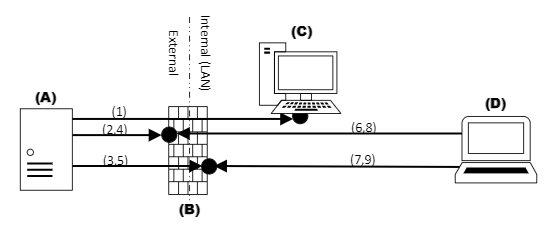 Internal (LAN)
External
(C)
(A)
(1)
(D)
(2,4)
(6,8)
(3,5)
(7,9)
(B)